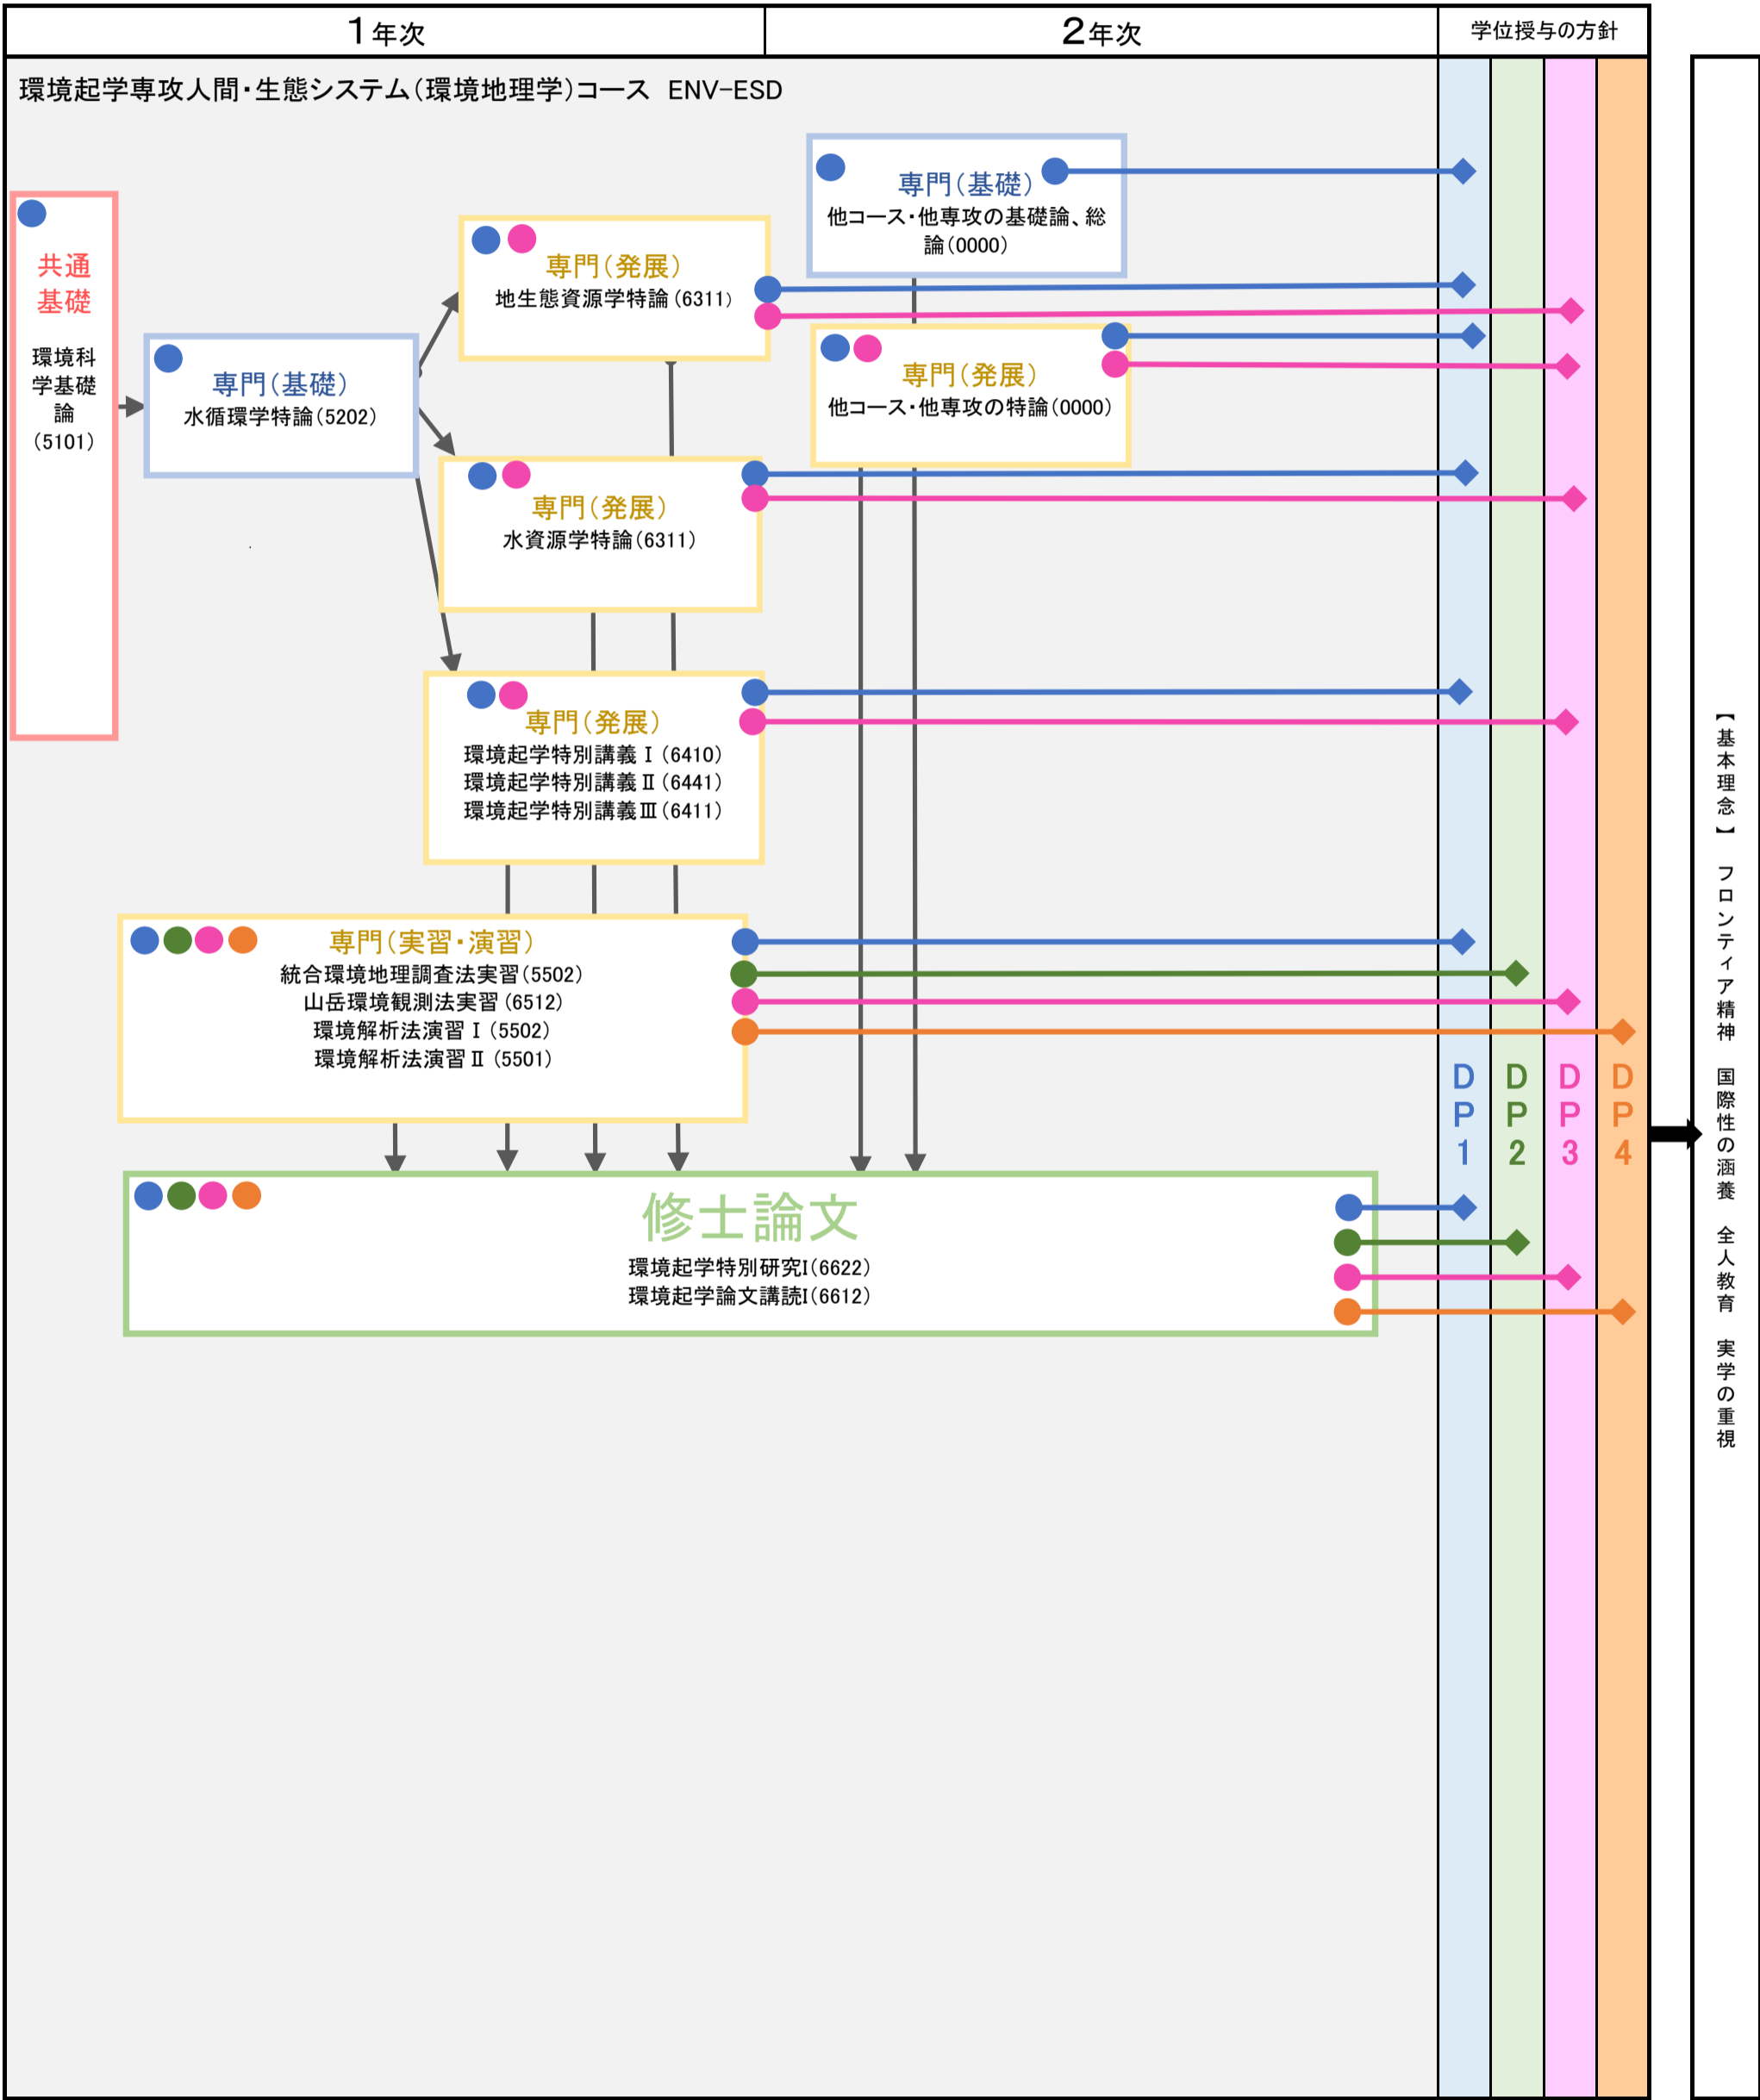 1年次
2年次
学位授与の方針
環境起学専攻人間・生態システム(環境地理学)コース ENV-ESD
共通
基礎
環境科
学基礎
論
(5101)
専門(基礎)
水循環学特論(5202)
専門(発展)
地生態資源学特論(6311)
専門(基礎)
他コース・他専攻の基礎論、総
論(0000)
専門(発展)
他コース・他専攻の特論(0000)
専門(発展)
水資源学特論(6311)
専門(発展)
環境起学特別講義Ⅰ(6410)
環境起学特別講義Ⅱ(6441)
環境起学特別講義Ⅲ(6411)
専門(実習・演習)
統合環境地理調査法実習(5502)
山岳環境観測法実習(6512)
環境解析法演習Ⅰ(5502)
環境解析法演習Ⅱ(5501)
修士論文
環境起学特別研究I(6622)
環境起学論文講読I(6612)
DP1
DP2
DP3
DP4
【基本理念】 フロンティア精神 国際性の涵養 全人教育 実学の重視